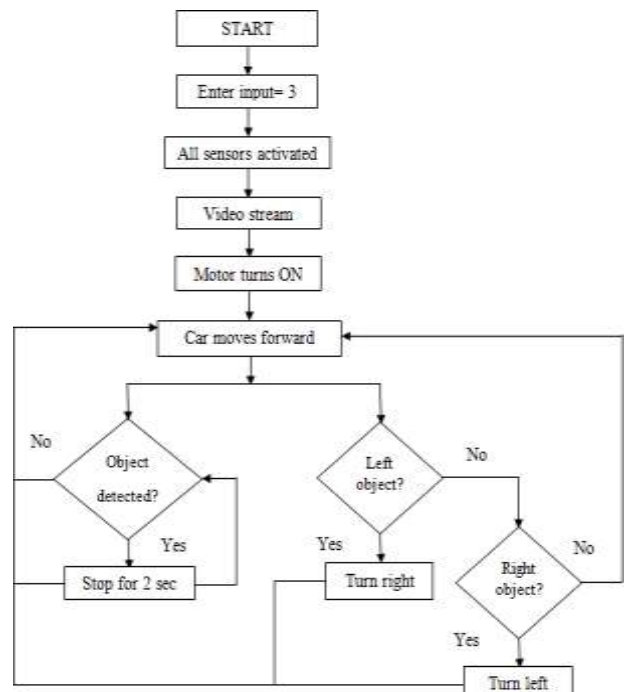 START
Enter input= 3
All sensors activated
Video stream
Motor turns ON
Car moves forward
No
Object
detected?
Yes
Stop for 2 sec
Left
object?
No
Yes
Turn right
Right
object?
No
Yes
Turn left